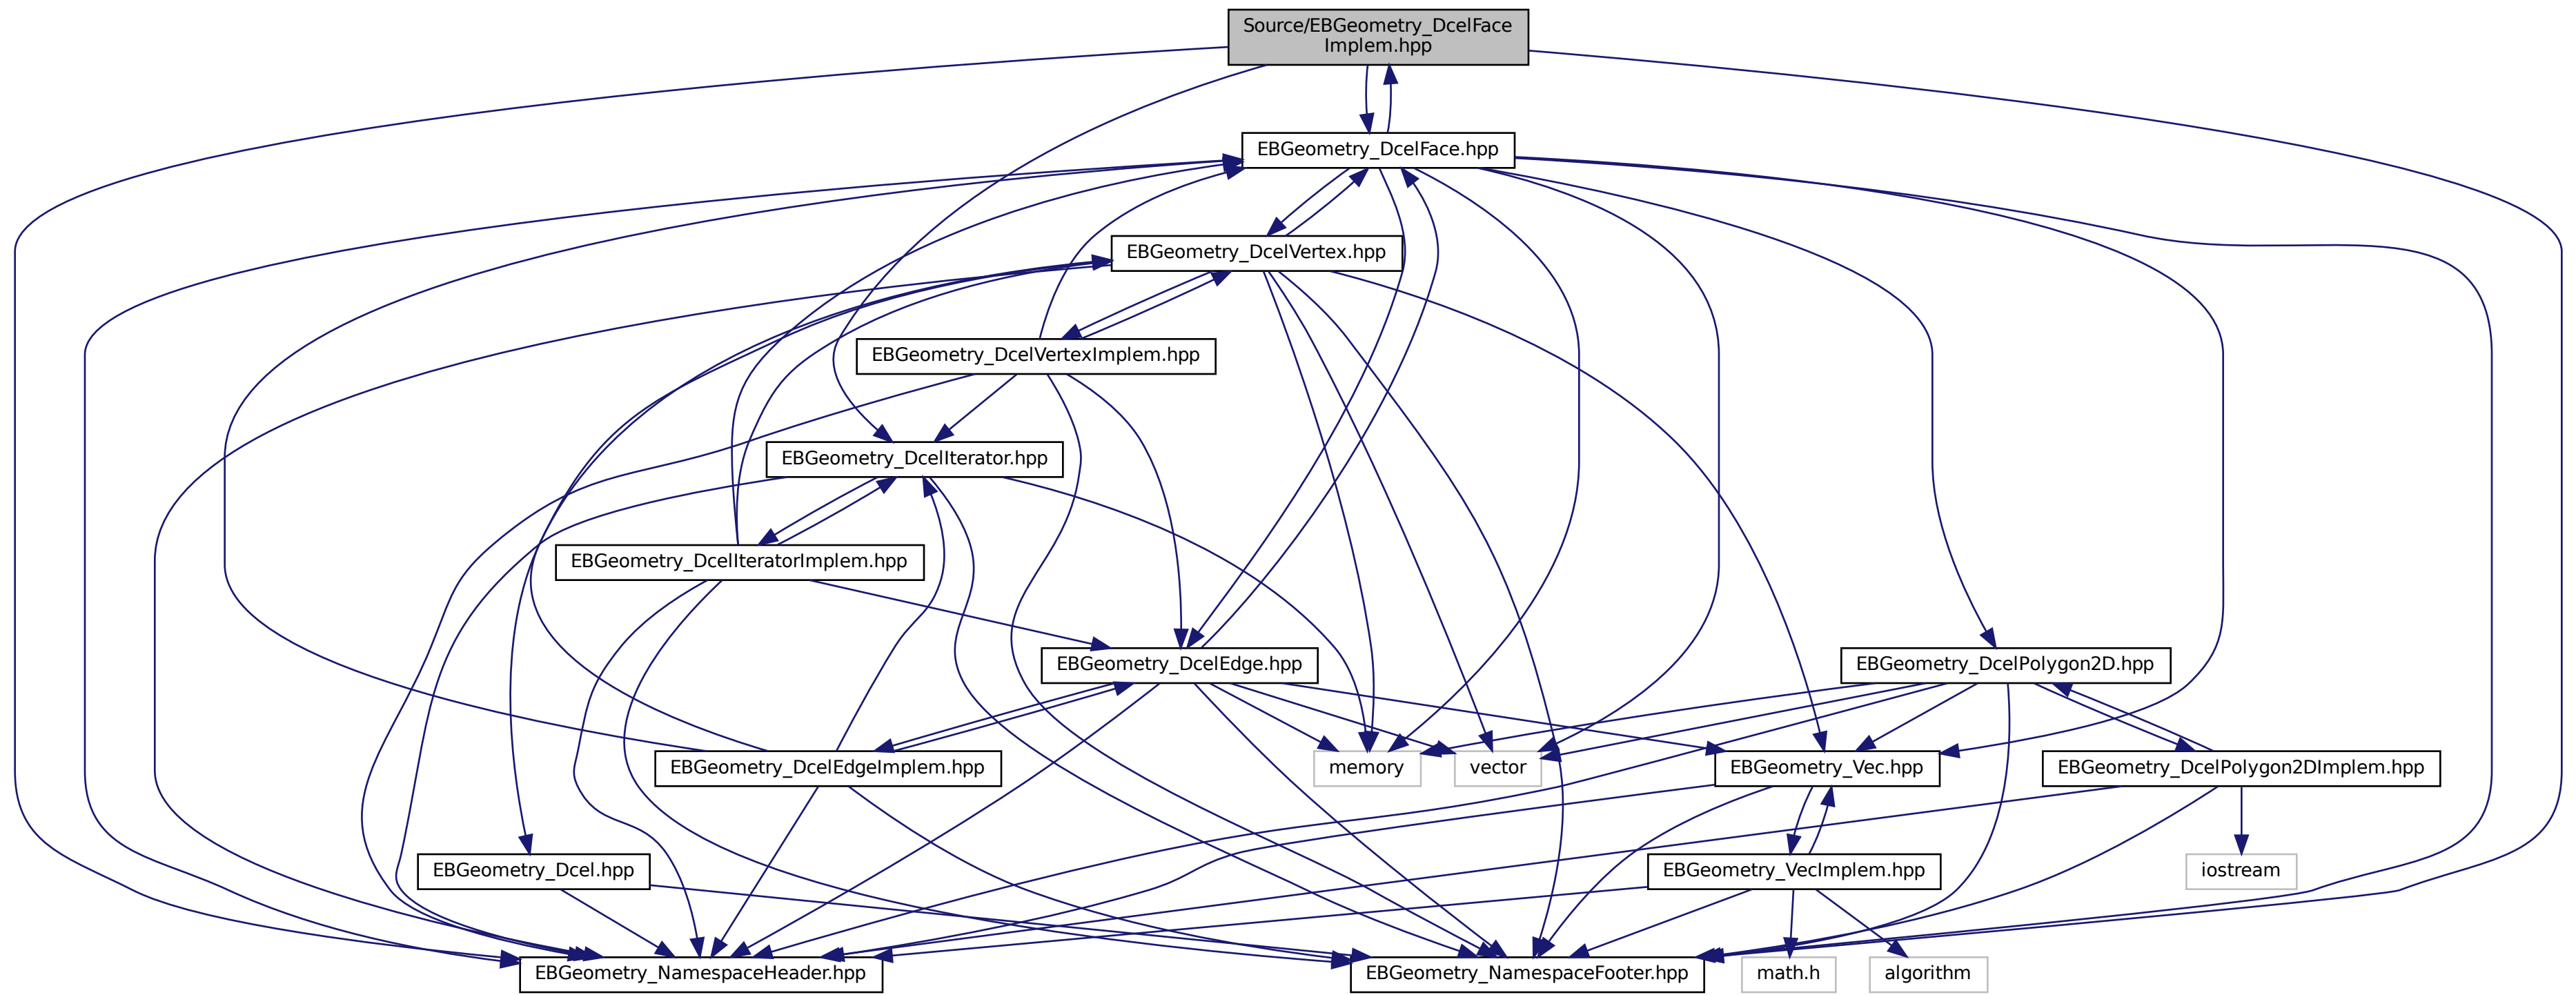 Source/EBGeometry_DcelFace
Implem.hpp
EBGeometry_DcelFace.hpp
EBGeometry_DcelVertex.hpp
EBGeometry_DcelVertexImplem.hpp
EBGeometry_DcelIterator.hpp
EBGeometry_DcelIteratorImplem.hpp
EBGeometry_DcelEdge.hpp
EBGeometry_DcelPolygon2D.hpp
EBGeometry_DcelEdgeImplem.hpp
memory
vector
EBGeometry_Vec.hpp
EBGeometry_DcelPolygon2DImplem.hpp
EBGeometry_Dcel.hpp
EBGeometry_VecImplem.hpp
iostream
EBGeometry_NamespaceHeader.hpp
EBGeometry_NamespaceFooter.hpp
math.h
algorithm